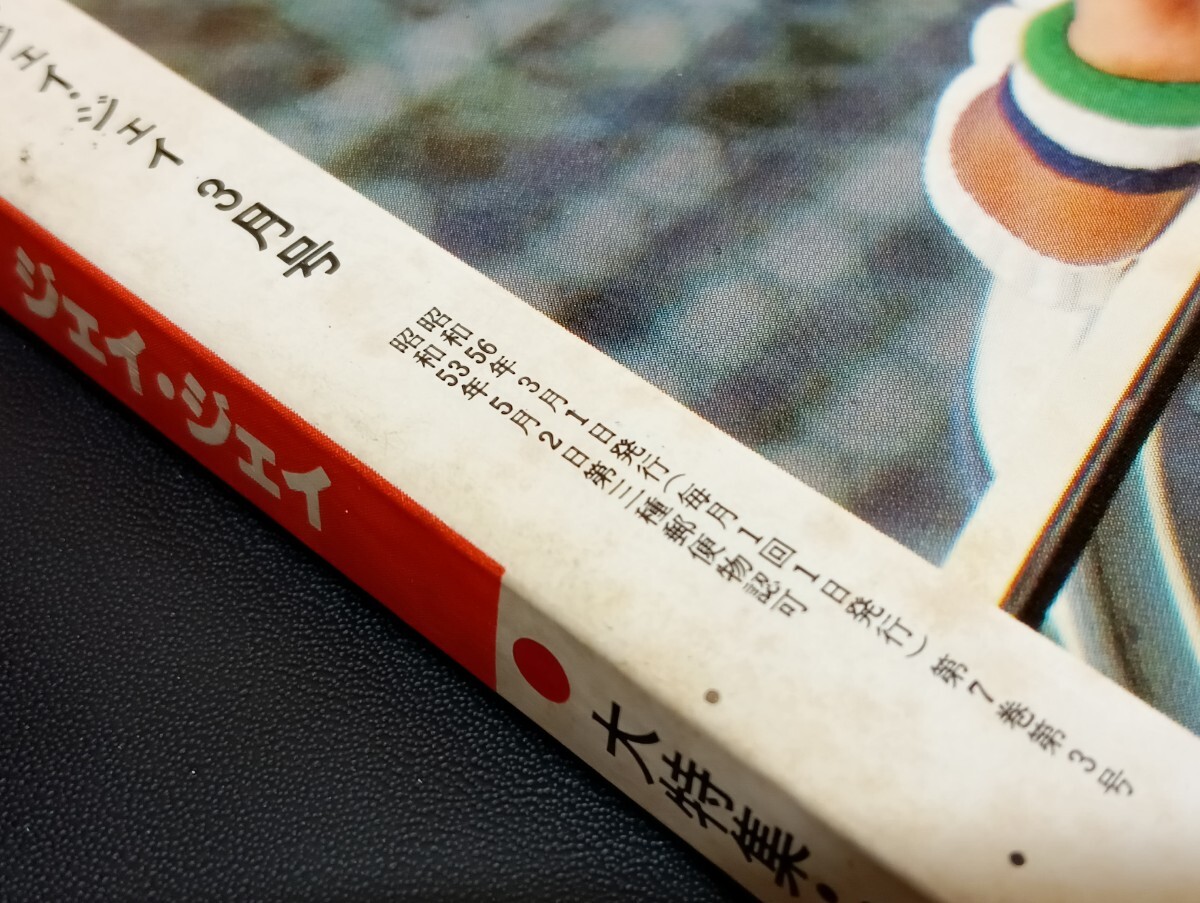 ジェイ・ジェイ 3月号
昭和56年3月1日発行(毎月1回1日発行) 第7巻第3号
昭和53年5月2日第三種郵便物認可
ジェイ・ジェイ
●大特集・